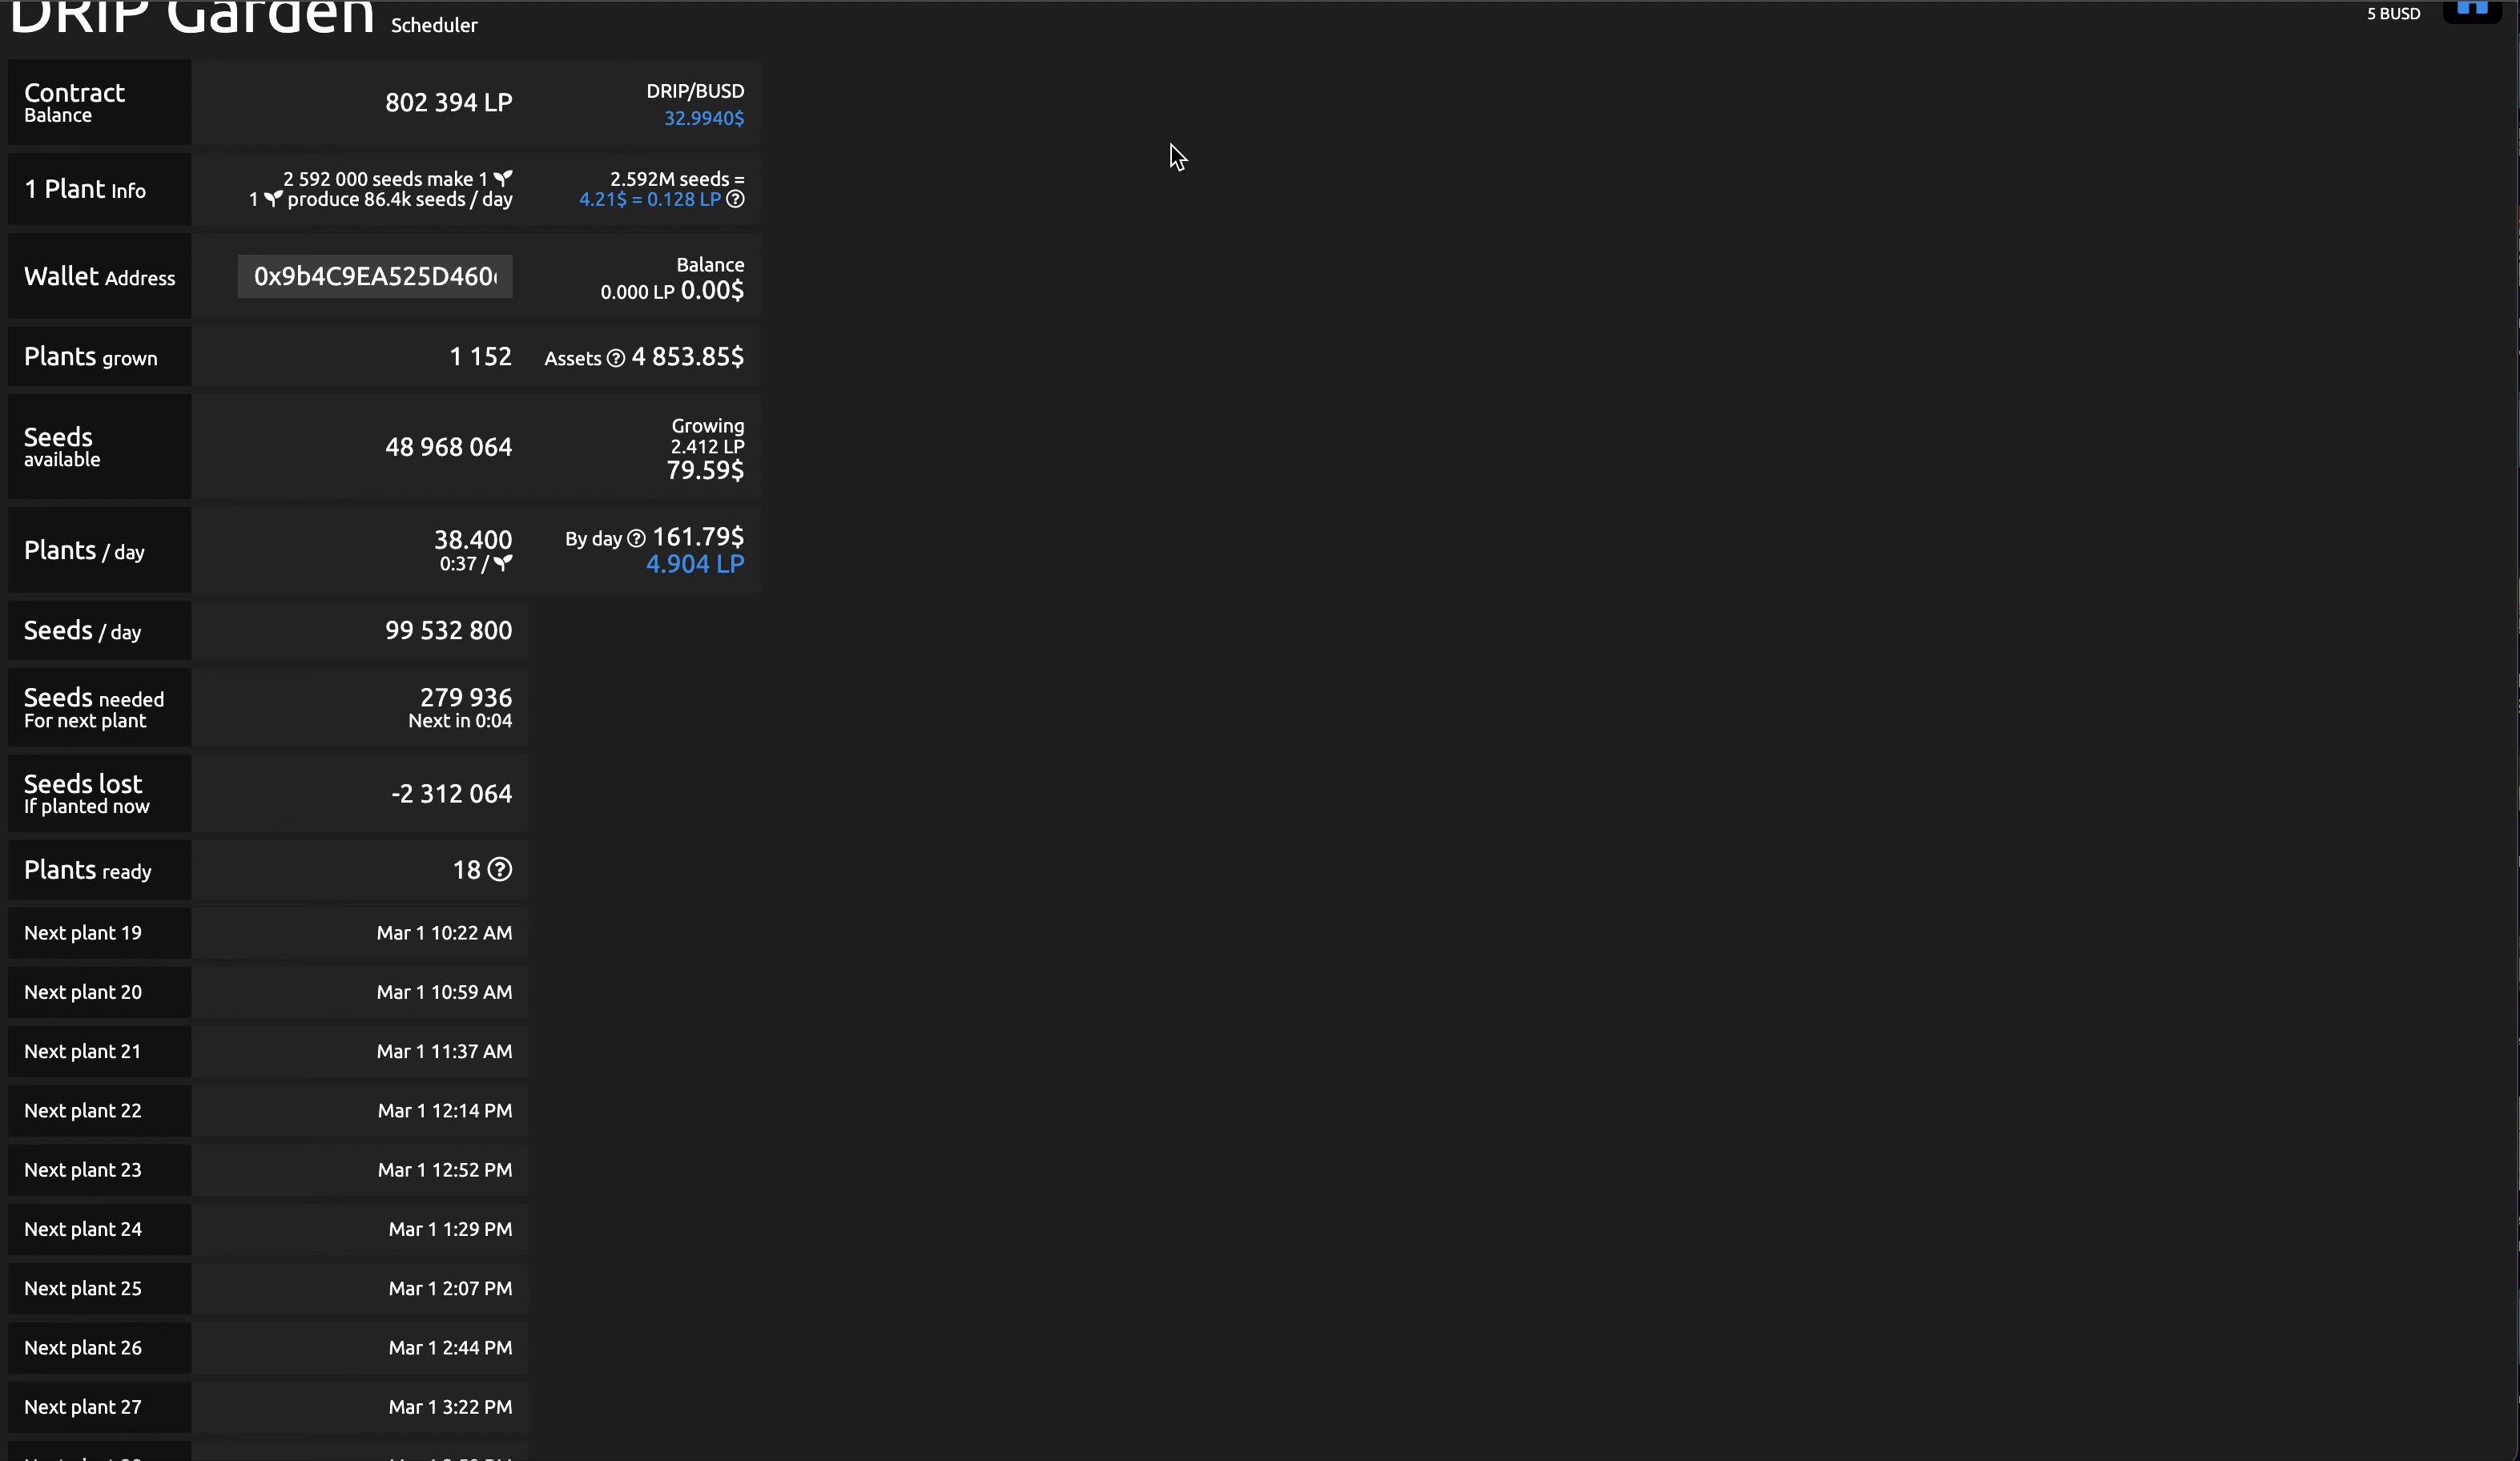 DRIP Garden Scheduler
5 BUSD
Contract
Balance
802 394 LP
DRIP/BUSD
32.9940$
1 Plant Info
2 592 000 seeds make 1
1 produce 86.4k seeds / day
2.592M seeds =
4.21$ = 0.128 LP ?
Wallet Address
0x9b4C9EA525D460
Balance
0.000 LP 0.00$
Plants grown
1 152
Assets ? 4 853.85$
Seeds
available
48 968 064
Growing
2.412 LP
79.59$
Plants / day
38.400
0:37 /
By day ? 161.79$
4.904 LP
Seeds / day
99 532 800
Seeds needed
For next plant
279 936
Next in 0:04
Seeds lost
If planted now
-2 312 064
Plants ready
18 ?
Next plant 19
Mar 1 10:22 AM
Next plant 20
Mar 1 10:59 AM
Next plant 21
Mar 1 11:37 AM
Next plant 22
Mar 1 12:14 PM
Next plant 23
Mar 1 12:52 PM
Next plant 24
Mar 1 1:29 PM
Next plant 25
Mar 1 2:07 PM
Next plant 26
Mar 1 2:44 PM
Next plant 27
Mar 1 3:22 PM